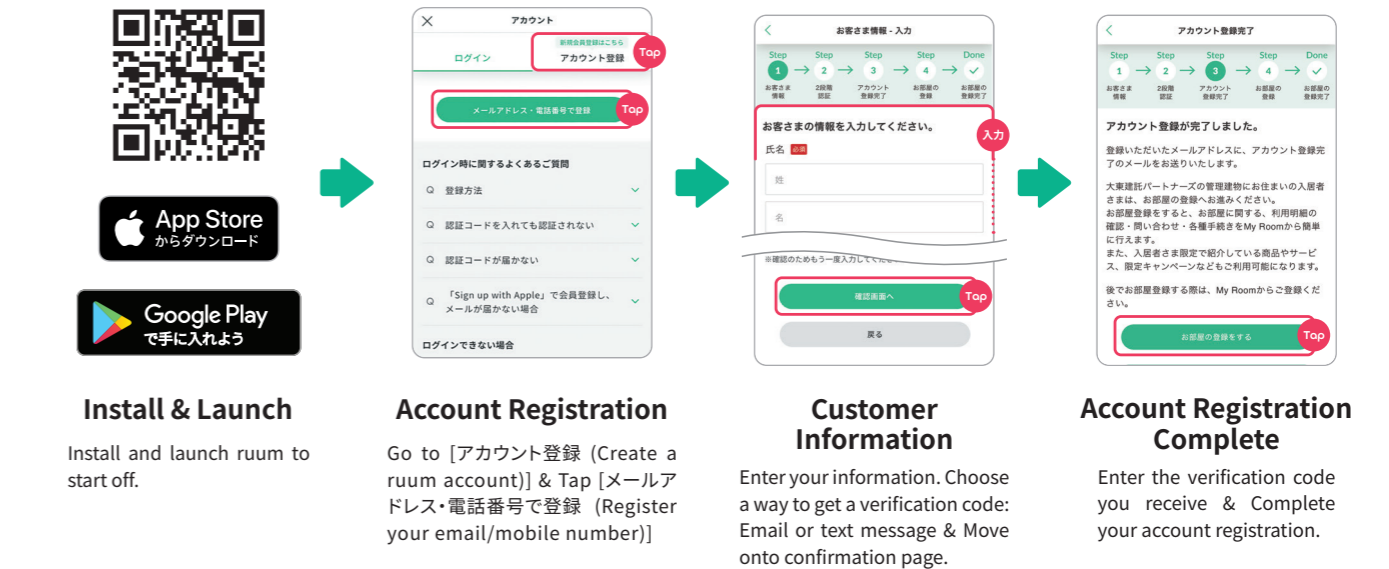 App Store
からダウンロード
Google Play
で手に入れよう
Install & Launch
Install and launch ruum to
start off.
アカウント
ログイン
新規会員登録はこちら
アカウント登録
Tap
メールアドレス・電話番号で登録
Tap
ログイン時に関するよくあるご質問
Q 登録方法
Q 認証コードを入れても認証されない
Q 認証コードが届かない
Q 「Sign up with Apple」で会員登録し、
メールが届かない場合
ログインできない場合
Account Registration
Go to [アカウント登録 (Create a
ruum account)] & Tap [メールア
ドレス・電話番号で登録 (Register
your email/mobile number)]
お客さま情報 - 入力
Step Step Step Step Done
1 → 2 → 3 → 4 →
お客さま 2段階 アカウント お部屋の お部屋の
情報 認証 登録完了 登録 登録完了
お客さまの情報を入力してください。
入力
氏名 必須
姓
名
※確認のためもう一度入力してくだ
確認画面へ
Tap
戻る
Customer
Information
Enter your information. Choose
a way to get a verification code:
Email or text message & Move
onto confirmation page.
アカウント登録完了
Step Step Step Step Done
1 → 2 → 3 → 4 →
お客さま 2段階 アカウント お部屋の お部屋の
情報 認証 登録完了 登録 登録完了
アカウント登録が完了しました。
登録いただいたメールアドレスに、アカウント登録完
了のメールをお送りいたします。
大東建託パートナーズの管理建物にお住まいの入居者
さまは、お部屋の登録へお進みください。
お部屋登録をすると、お部屋に関する、利用明細の
確認・問い合わせ・各種手続きをMy Roomから簡単
に行えます。
また、入居者さま限定で紹介している商品やサービ
ス、限定キャンペーンなどもご利用可能になります。
後でお部屋登録する際は、My Roomからご登録くだ
さい。
お部屋の登録をする
Tap
Account Registration
Complete
Enter the verification code
you receive & Complete
your account registration.